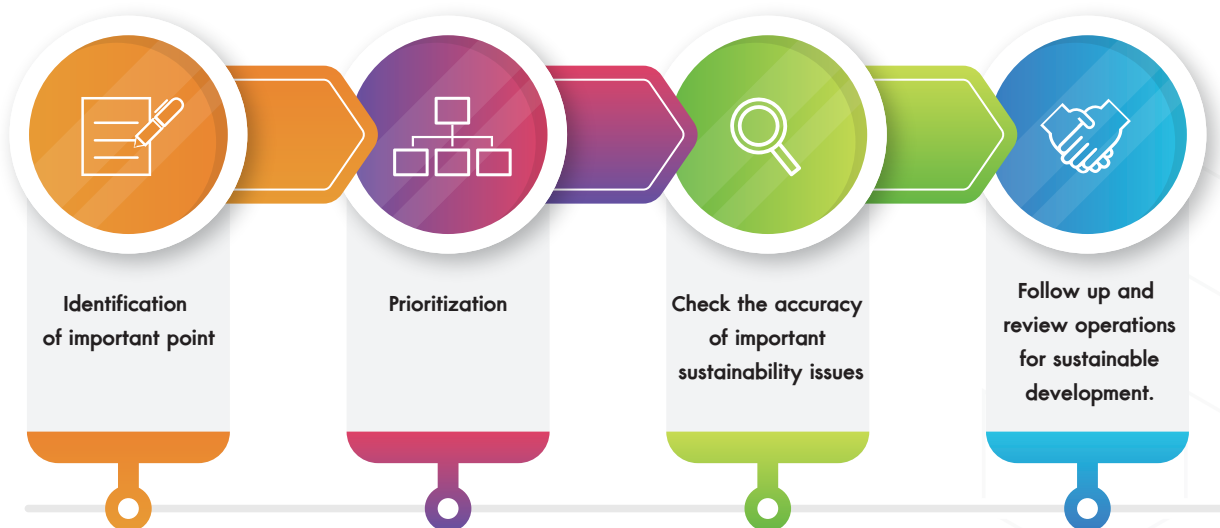 Identification
of important point
Prioritization
Check the accuracy
of important
sustainability issues
Follow up and
review operations
for sustainable
development.